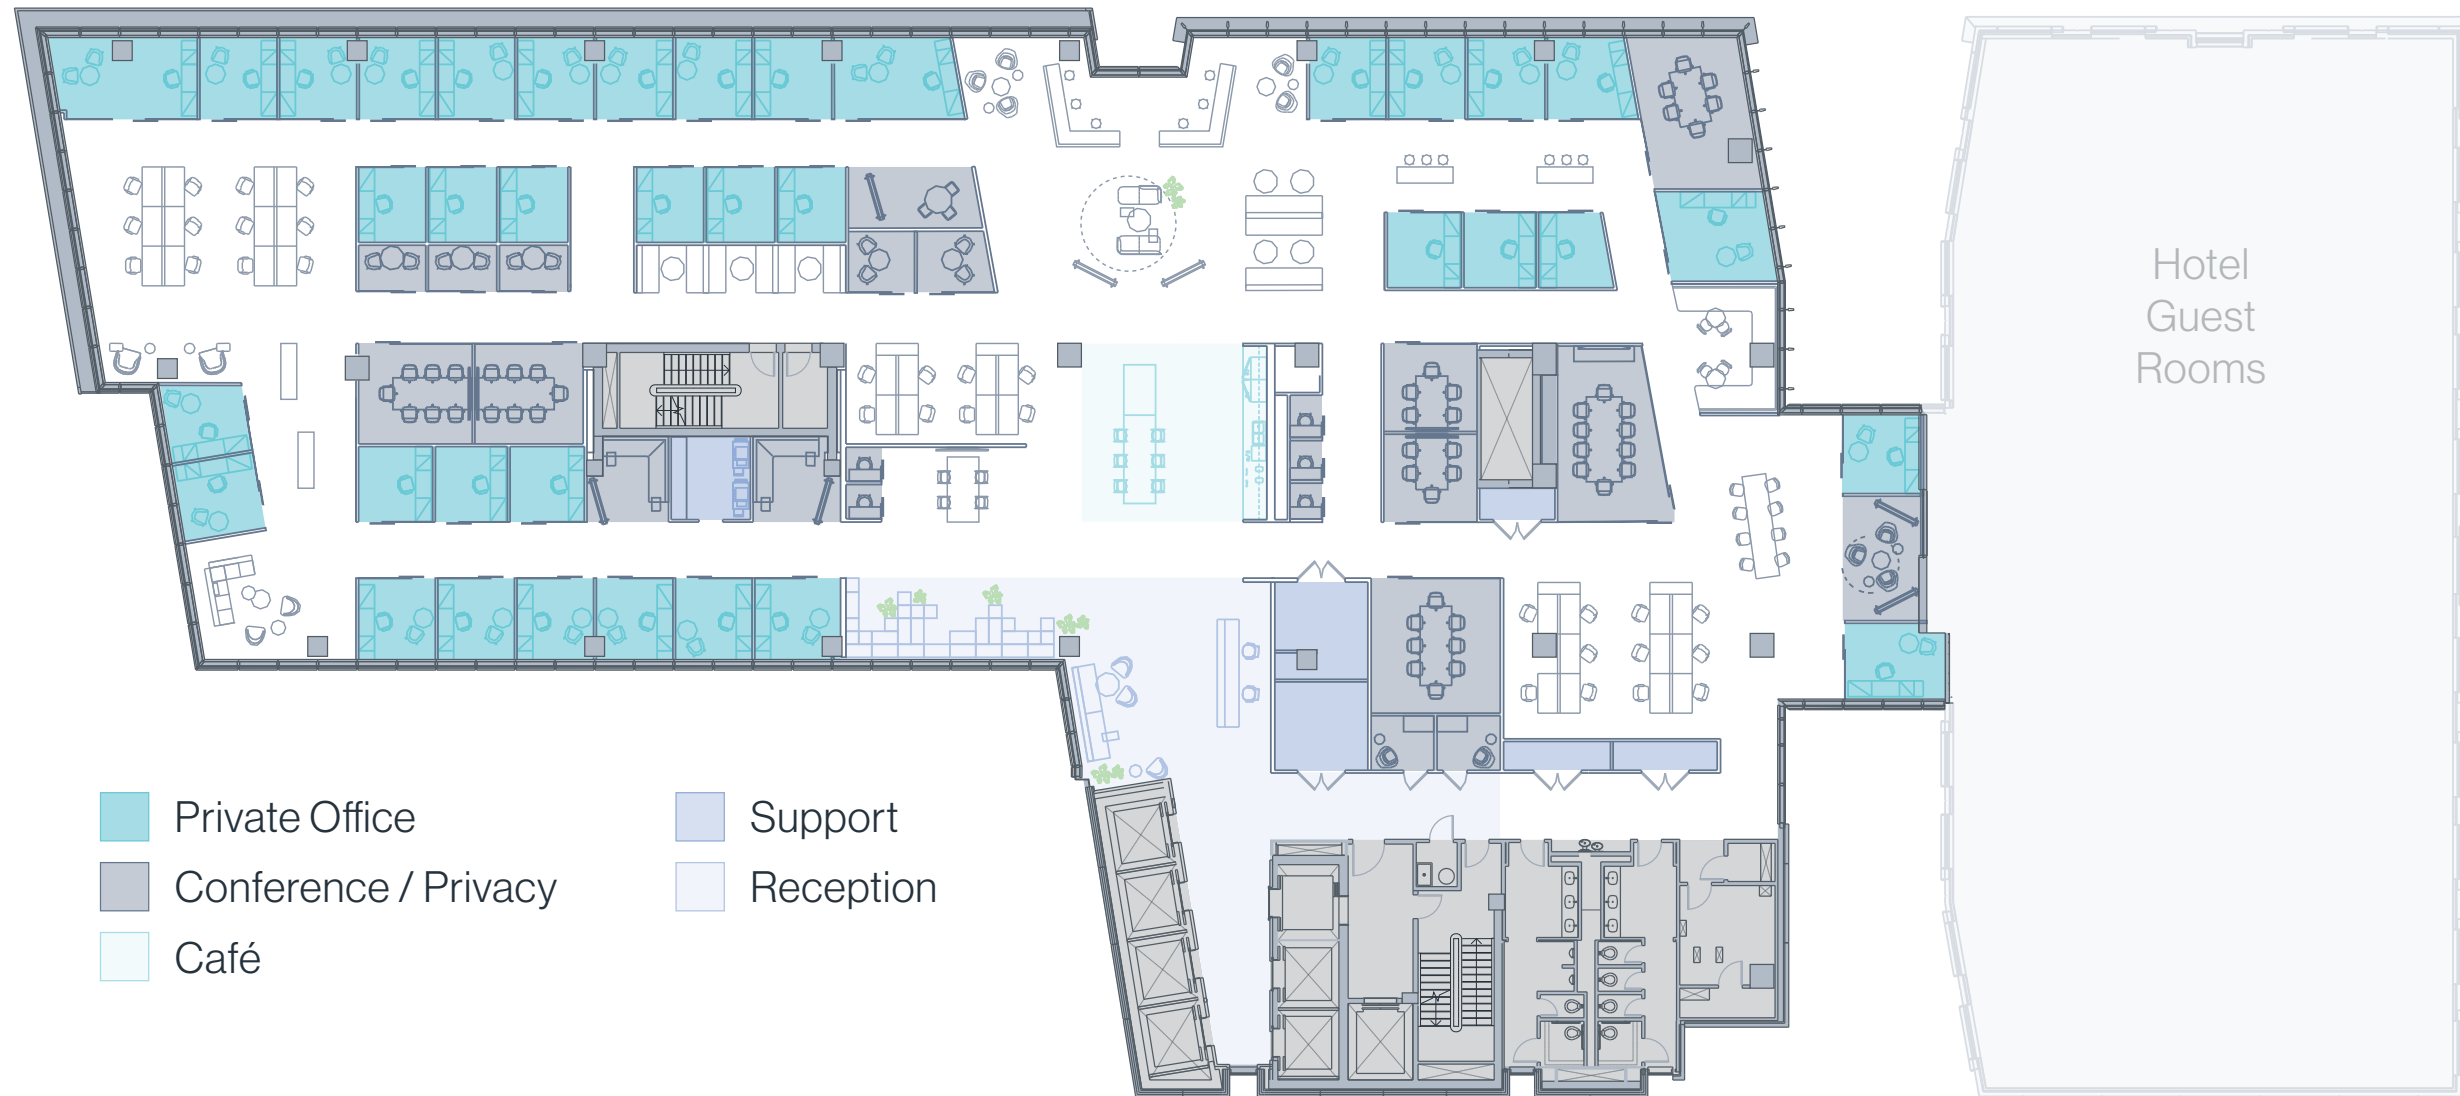 Hotel
Guest
Rooms
Private Office
Conference / Privacy
Café
Support
Reception